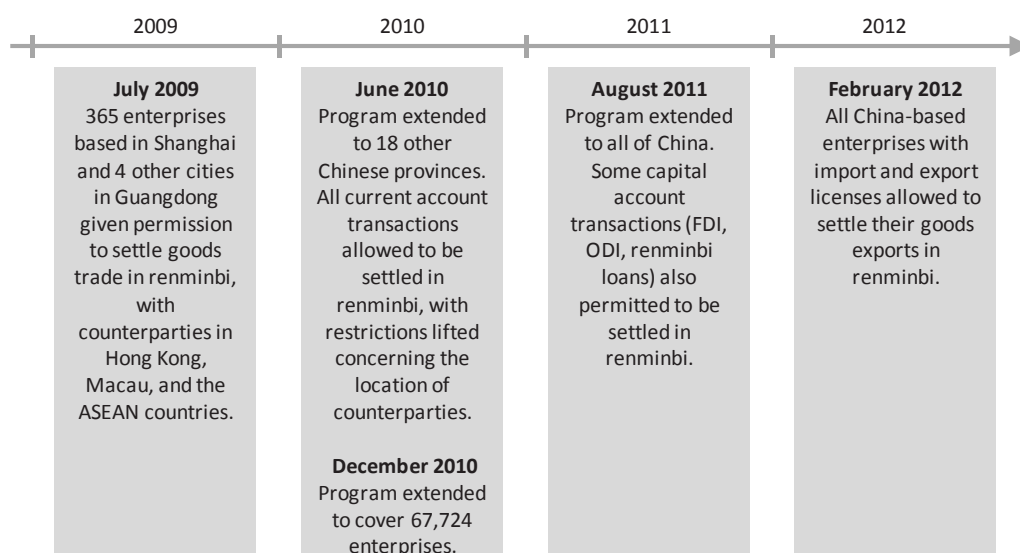 2009
2010
2011
2012
July 2009
365 enterprises
based in Shanghai
and 4 other cities
in Guangdong
given permission
to settle goods
trade in renminbi,
with
counterparties in
Hong Kong,
Macau, and the
ASEAN countries.
June 2010
Program extended
to 18 other
Chinese provinces.
All current account
transactions
allowed to be
settled in
renminbi, with
restrictions lifted
concerning the
location of
counterparties.
December 2010
Program extended
to cover 67,724
enterprises.
August 2011
Program extended
to all of China.
Some capital
account
transactions (FDI,
ODI, renminbi
loans) also
permitted to be
settled in
renminbi.
February 2012
All China-based
enterprises with
import and export
licenses allowed to
settle their goods
exports in
renminbi.